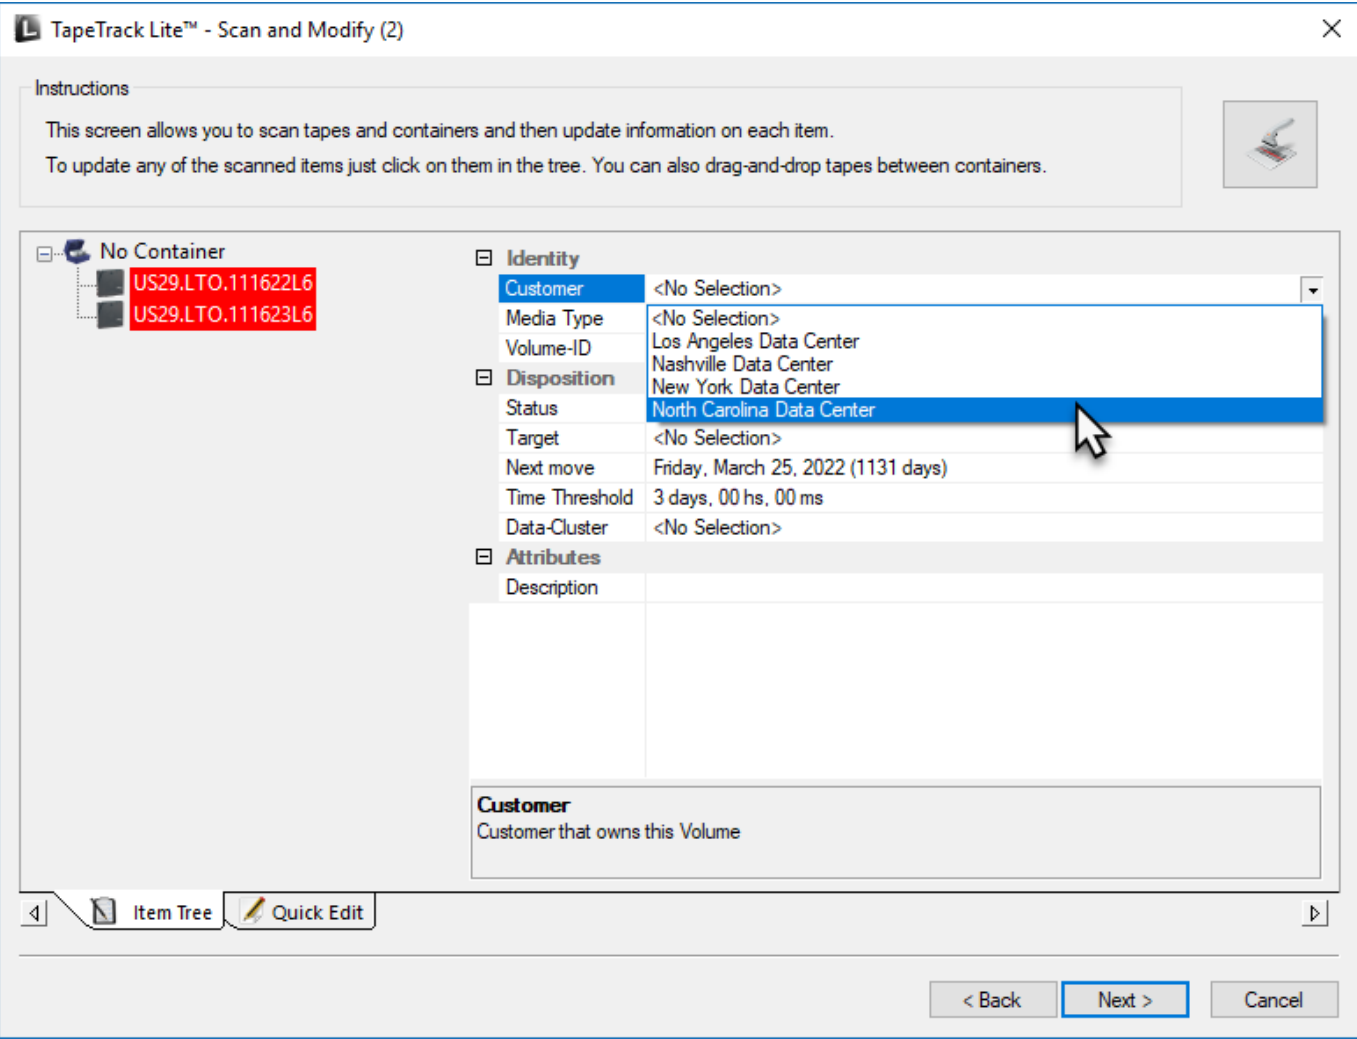 TapeTrack Lite™ - Scan and Modify (2)
Instructions
This screen allows you to scan tapes and containers and then update information on each item.
To update any of the scanned items just click on them in the tree. You can also drag-and-drop tapes between containers.
No Container
US29.LTO.111622L6
US29.LTO.111623L6
Identity
Customer <No Selection>
Media Type <No Selection>
Los Angeles Data Center
Volume-ID
Nashville Data Center
Disposition
New York Data Center
Status North Carolina Data Center
Target <No Selection>
Next move Friday, March 25, 2022 (1131 days)
Time Threshold 3 days, 00 hs, 00 ms
Data-Cluster <No Selection>
Attributes
Description
Customer
Customer that owns this Volume
Item Tree Quick Edit
< Back Next > Cancel